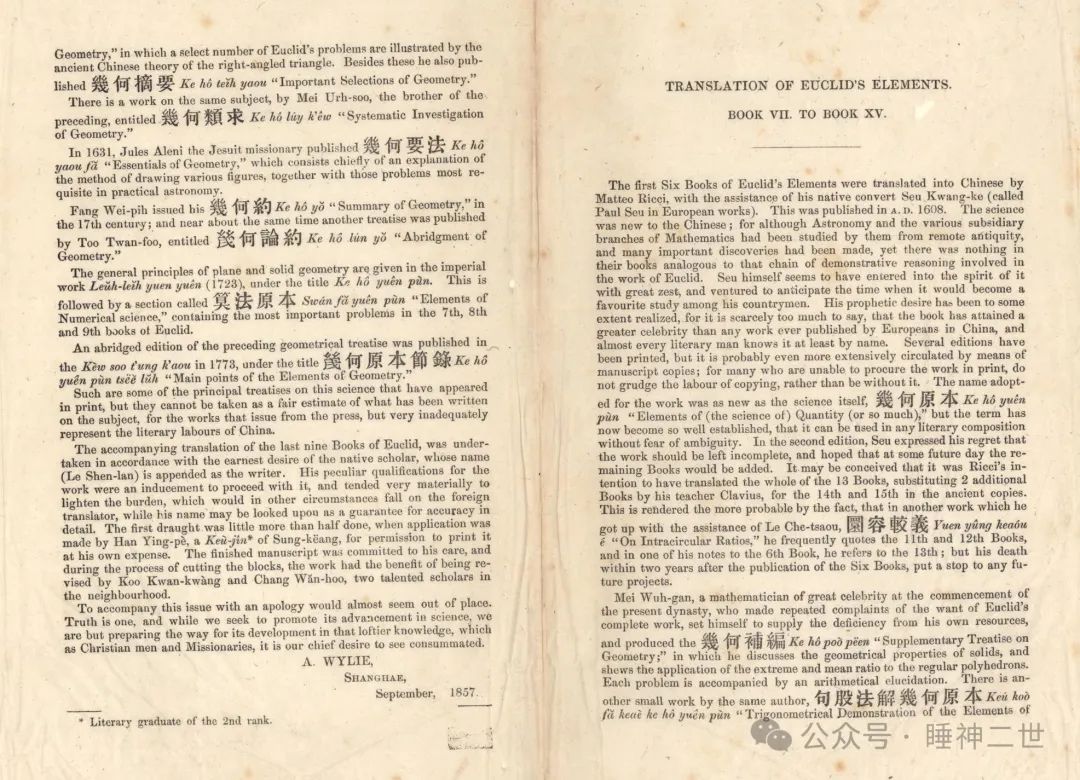 TRANSLATION OF EUCLID'S ELEMENTS.
BOOK VII. TO BOOK XV.
The first Six Books of Euclid's Elements were translated into Chinese by
Matteo Ricci, with the assistance of his native convert Seu Kwang-ke (called
Paul Seu in European works). This was published in A. D. 1608. The science
was new to the Chinese; for although Astronomy and the various subsidiary
branches of Mathematics had been studied by them from remote antiquity,
and many important discoveries had been made, yet there was nothing in
their books analogous to that chain of demonstrative reasoning involved in
the work of Euclid. Seu himself seems to have entered into the spirit of it
with great zest, and ventured to anticipate the time when it would become a
favourite study among his countrymen. His prophetic desire has been to some
extent realized, for it is scarcely too much to say, that the book has attained a
greater celebrity than any work ever published by Europeans in China, and
almost every literary man knows it at least by name. Several editions have
been printed, but it is probably even more extensively circulated by means of
manuscript copies; for many who are unable to procure the work in print, do
not grudge the labour of copying, rather than be without it. The name adopt-
ed for the work was as new as the science itself, 幾何原本 Ke hô yuên
pùn "Elements of (the science of) Quantity (or so much)," but the term has
now become so well established, that it can be used in any literary composition
without fear of ambiguity. In the second edition, Seu expressed his regret that
the work should be left incomplete, and hoped that at some future day the re-
maining Books would be added. It may be conceived that it was Ricci's in-
tention to have translated the whole of the 13 Books, substituting 2 additional
Books by his teacher Clavius, for the 14th and 15th in the ancient copies.
This is rendered the more probable by the fact, that in another work which he
got up with the assistance of Le Che-tsaou, 圜容較義 Yuen yûng keaóu
é "On Intracircular Ratios," he frequently quotes the 11th and 12th Books,
and in one of his notes to the 6th Book, he refers to the 13th; but his death
within two years after the publication of the Six Books, put a stop to any fu-
ture projects.
Mei Wuh-gan, a mathematician of great celebrity at the commencement of
the present dynasty, who made repeated complaints of the want of Euclid's
complete work, set himself to supply the deficiency from his own resources,
and produced the 幾何補編 Ke hô poò pëen "Supplementary Treatise on
Geometry;" in which he discusses the geometrical properties of solids, and
shews the application of the extreme and mean ratio to the regular polyhedrons.
Each problem is accompanied by an arithmetical elucidation. There is an-
other small work by the same author, 句股法解幾何原本 Keú koò
fă keaè ke hô yuên pùn "Trigonometrical Demonstration of the Elements of
Geometry," in which a select number of Euclid's problems are illustrated by the
ancient Chinese theory of the right-angled triangle. Besides these he also pub-
lished 幾何摘要 Ke hô teĭh yaou "Important Selections of Geometry."
There is a work on the same subject, by Mei Urh-soo, the brother of the
preceding, entitled 幾何類求 Ke hô lúy k'êw "Systematic Investigation
of Geometry."
In 1631, Jules Aleni the Jesuit missionary published 幾何要法 Ke hô
yaou fă "Essentials of Geometry," which consists chiefly of an explanation of
the method of drawing various figures, together with those problems most re-
quisite in practical astronomy.
Fang Wei-pih issued his 幾何約 Ke hô yŏ "Summary of Geometry," in
the 17th century; and near about the same time another treatise was published
by Too Twan-foo, entitled 幾何論約 Ke hô lún yŏ "Abridgment of
Geometry."
The general principles of plane and solid geometry are given in the imperial
work Leŭh-leĭh yuen yuên (1723), under the title Ke hô yuên pùn. This is
followed by a section called 算法原本 Swán fă yuên pùn "Elements of
Numerical science," containing the most important problems in the 7th, 8th
and 9th books of Euclid.
An abridged edition of the preceding geometrical treatise was published in
the Kêw soo t'ung k'aou in 1773, under the title 幾何原本節錄 Ke hô
yuên pùn tsëĕ lŭh "Main points of the Elements of Geometry."
Such are some of the principal treatises on this science that have appeared
in print, but they cannot be taken as a fair estimate of what has been written
on the subject, for the works that issue from the press, but very inadequately
represent the literary labours of China.
The accompanying translation of the last nine Books of Euclid, was under-
taken in accordance with the earnest desire of the native scholar, whose name
(Le Shen-lan) is appended as the writer. His peculiar qualifications for the
work were an inducement to proceed with it, and tended very materially to
lighten the burden, which would in other circumstances fall on the foreign
translator, while his name may be looked upou as a guarantee for accuracy in
detail. The first draught was little more than half done, when application was
made by Han Ying-pè, a Keù-jîn* of Sung-këang, for permission to print it
at his own expense. The finished manuscript was committed to his care, and
during the process of cutting the blocks, the work had the benefit of being re-
vised by Koo Kwan-kwàng and Chang Wăn-hoo, two talented scholars in
the neighbourhood.
To accompany this issue with an apology would almost seem out of place.
Truth is one, and while we seek to promote its advancement in science, we
are but preparing the way for its development in that loftier knowledge, which
as Christian men and Missionaries, it is our chief desire to see consummated.
A. WYLIE,
SHANGHAE,
September, 1857.
* Literary graduate of the 2nd rank.
公众号 · 睡神二世